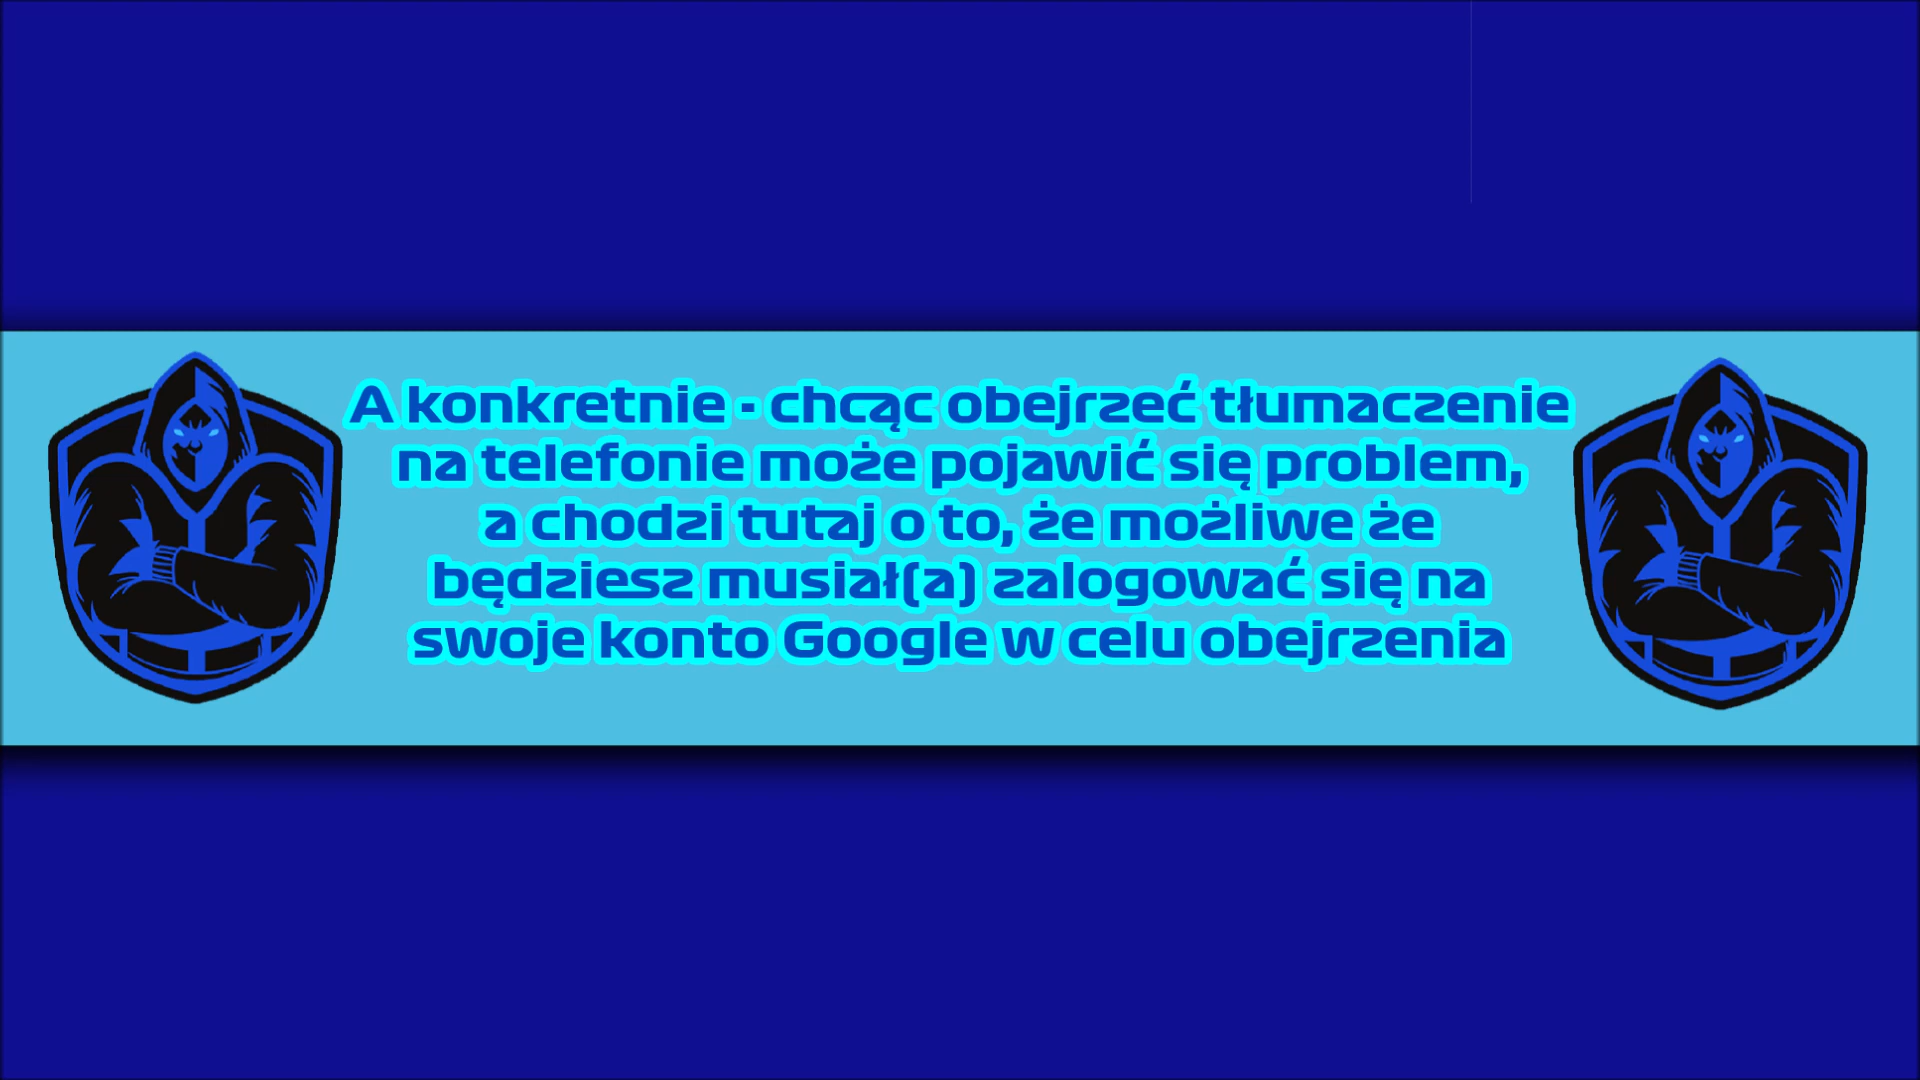 A konkretnie - chcąc obejrzeć tłumaczenie
na telefonie może pojawić się problem,
a chodzi tutaj o to, że możliwe że
będziesz musiał(a) zalogować się na
swoje konto Google w celu obejrzenia